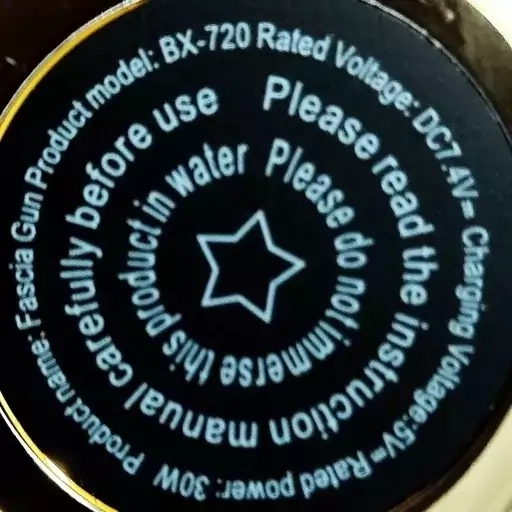 Product name: Fascia Gun Product model: BX-720 Rated Voltage: DC7.4V⎓ Charging Voltage:5V⎓Rated power: 30W
Please read the instruction manual carefully before use
Please do not immerse this product in water